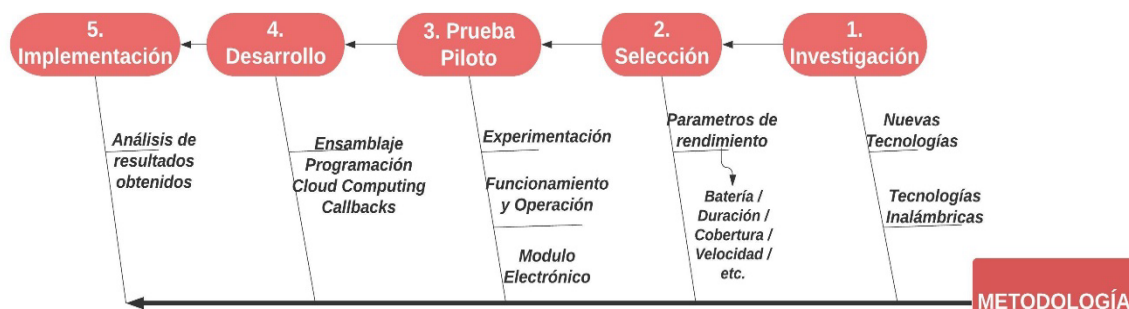 5.
Implementación
4.
Desarrollo
3. Prueba
Piloto
2.
Selección
1.
Investigación
Análisis de
resultados
obtenidos
Ensamblaje
Programación
Cloud Computing
Callbacks
Experimentación
Funcionamiento
y Operación
Modulo
Electrónico
Parametros de
rendimiento
Batería /
Duración /
Cobertura /
Velocidad /
etc.
Nuevas
Tecnologías
Tecnologías
Inalámbricas
METODOLOGÍA